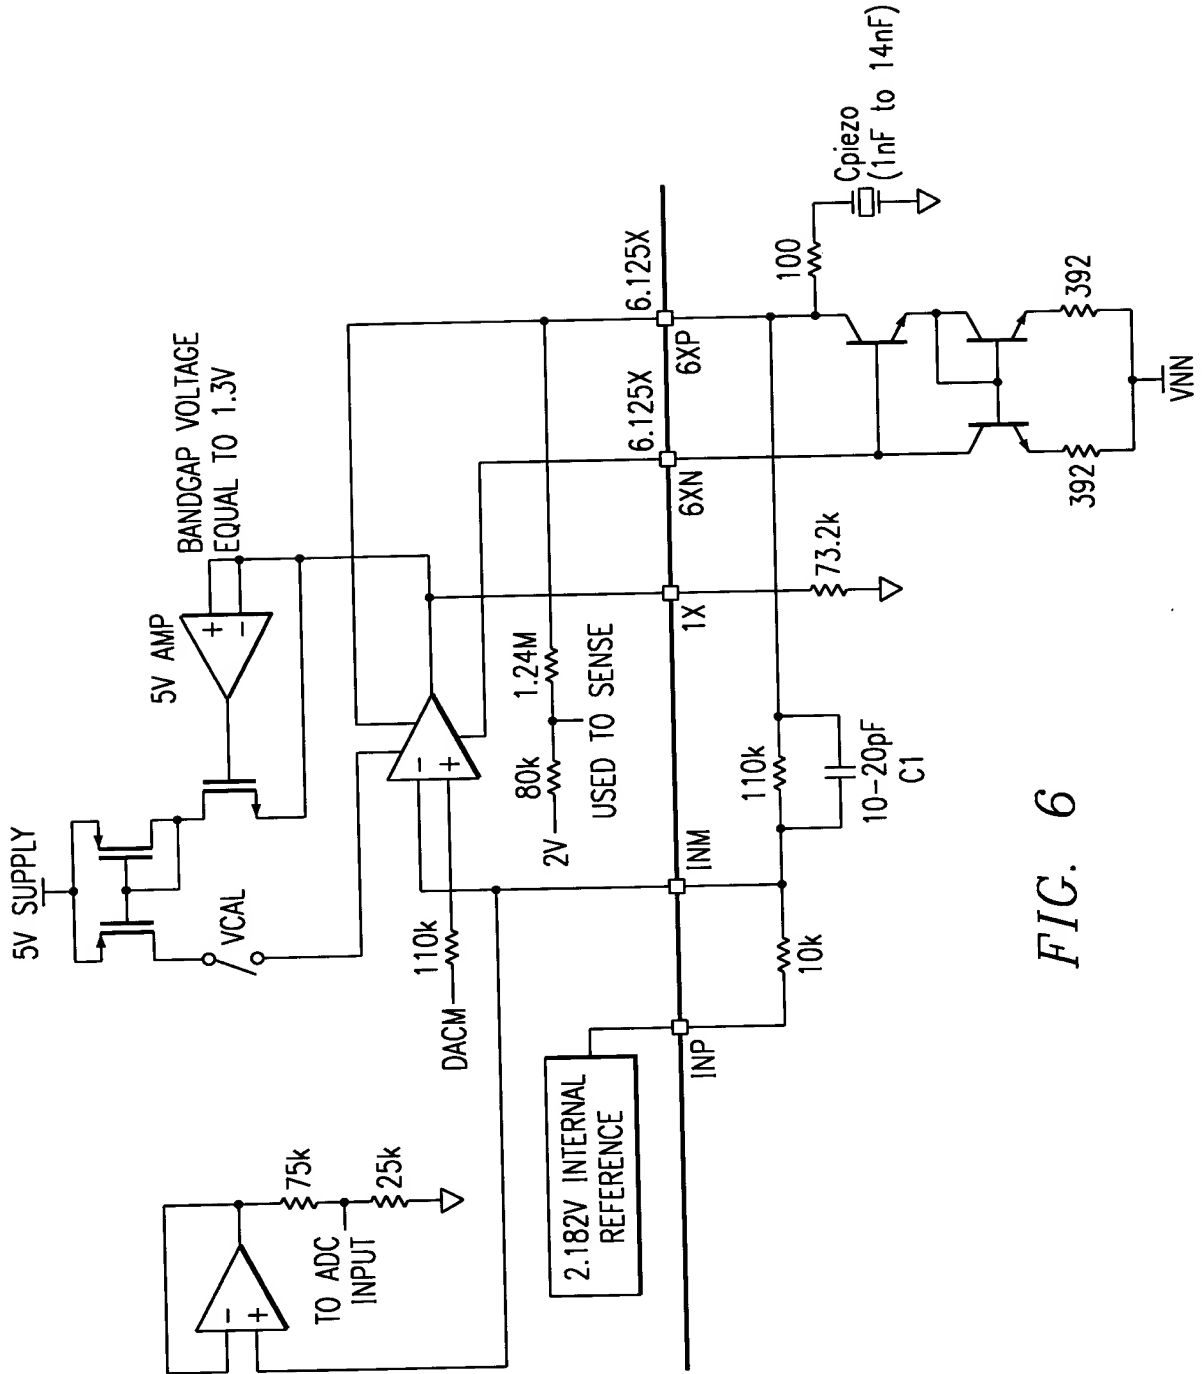 5V SUPPLY
5V AMP
+
-
BANDGAP VOLTAGE
EQUAL TO 1.3V
VCAL
-
+
DACM
110k
-
+
75k
25k
TO ADC
INPUT
2V
80k
1.24M
USED TO SENSE
2.182V INTERNAL
REFERENCE
INP
INM
1X
6XN
6.125X
6XP
6.125X
10k
110k
10-20pF
C1
73.2k
100
Cpiezo
(1nF to 14nF)
392
392
VNN
FIG. 6